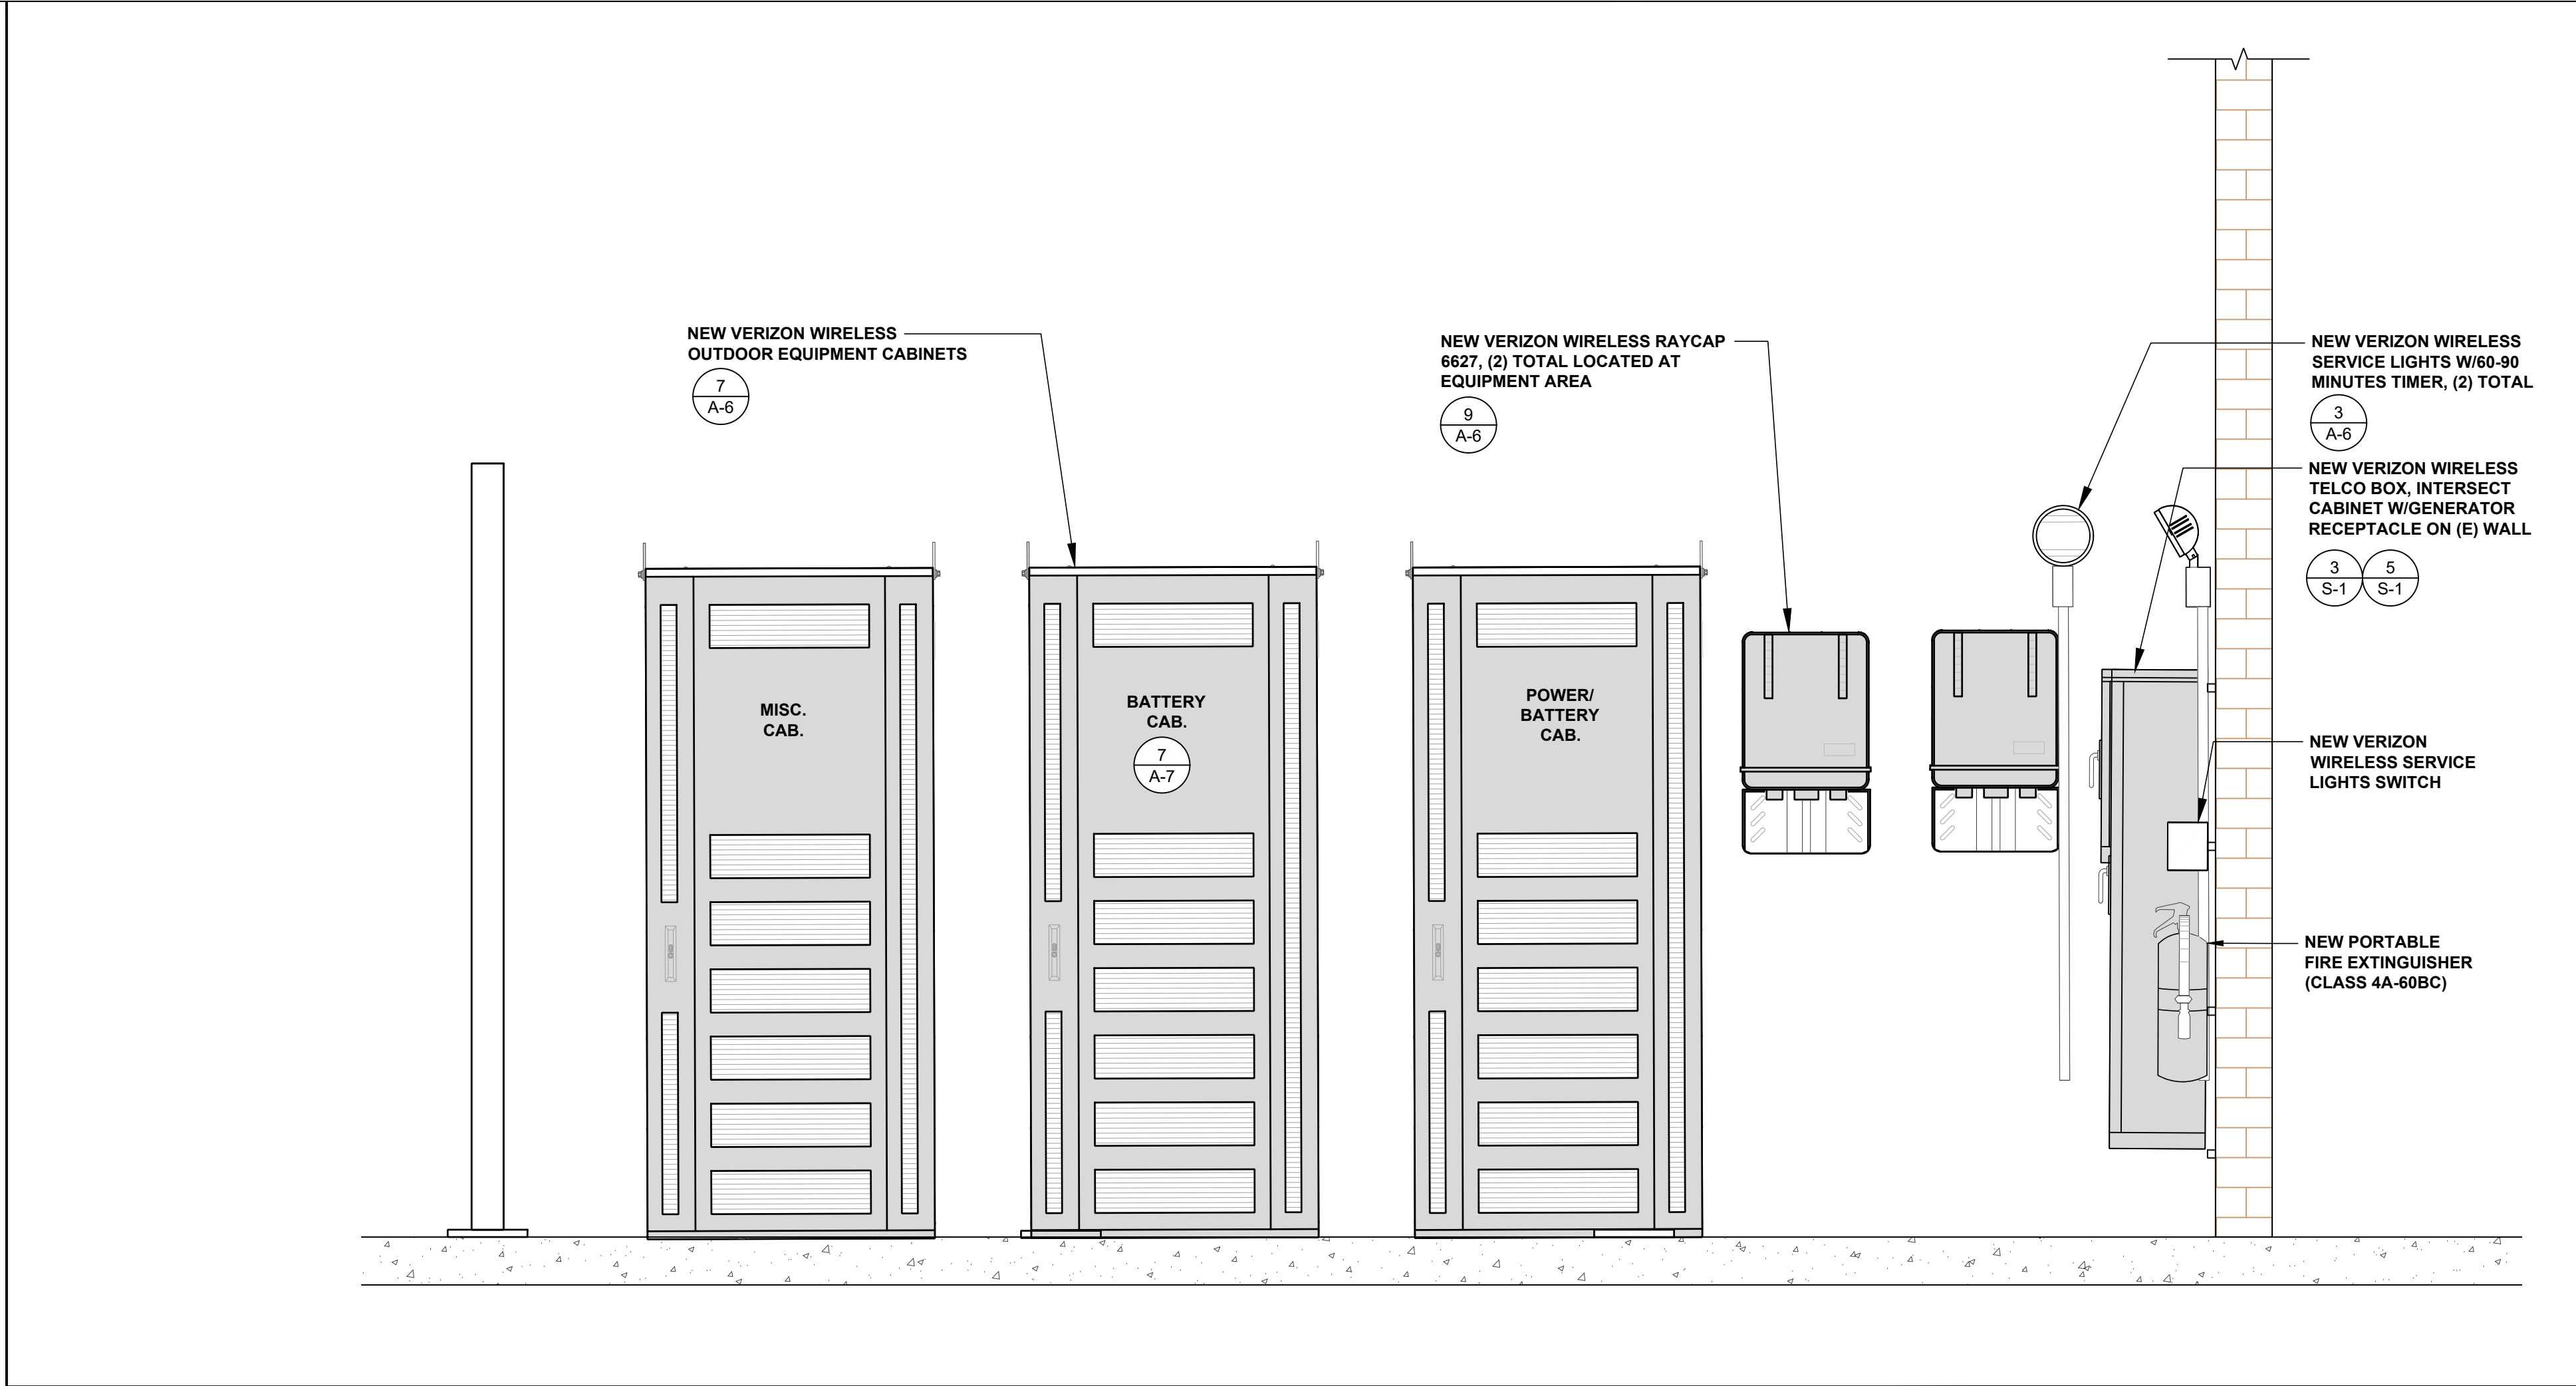 NEW VERIZON WIRELESS
OUTDOOR EQUIPMENT CABINETS
7
A-6
NEW VERIZON WIRELESS RAYCAP
6627, (2) TOTAL LOCATED AT
EQUIPMENT AREA
9
A-6
NEW VERIZON WIRELESS
SERVICE LIGHTS W/60-90
MINUTES TIMER, (2) TOTAL
3
A-6
NEW VERIZON WIRELESS
TELCO BOX, INTERSECT
CABINET W/GENERATOR
RECEPTACLE ON (E) WALL
3
S-1
5
S-1
MISC.
CAB.
BATTERY
CAB.
7
A-7
POWER/
BATTERY
CAB.
NEW VERIZON
WIRELESS SERVICE
LIGHTS SWITCH
NEW PORTABLE
FIRE EXTINGUISHER
(CLASS 4A-60BC)